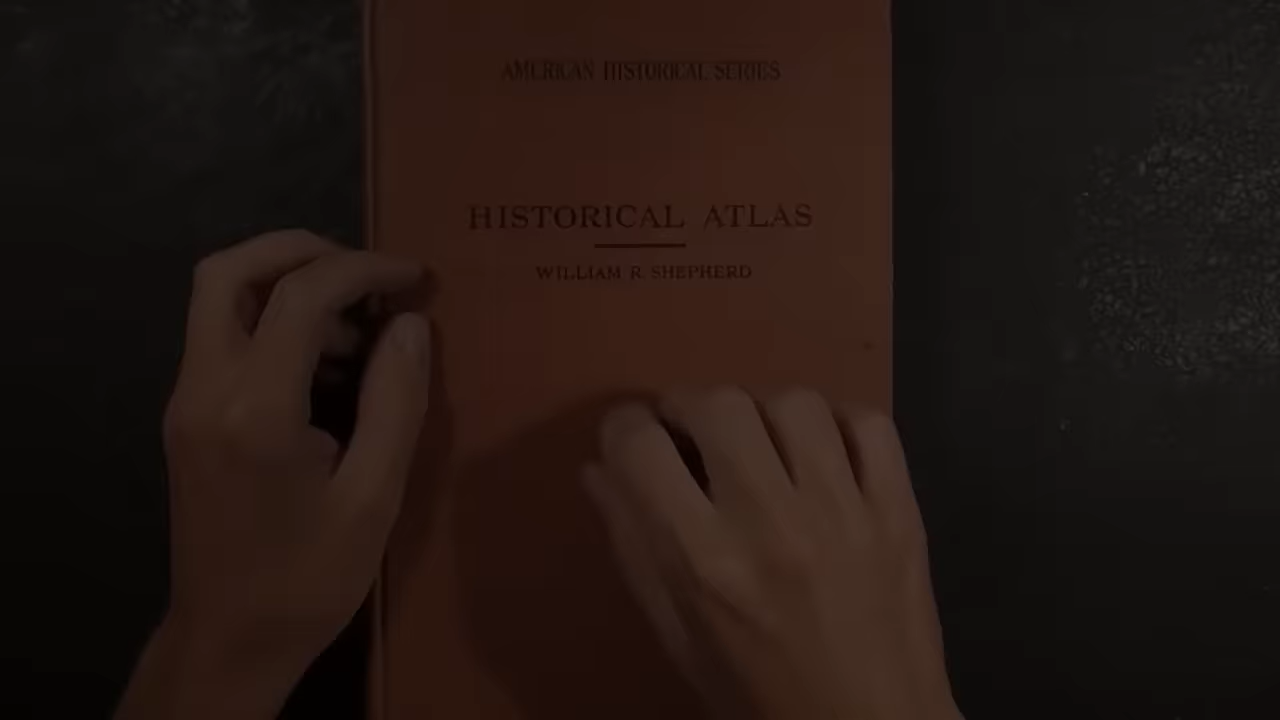 AMERICAN HISTORICAL SERIES
HISTORICAL ATLAS
WILLIAM R. SHEPHERD